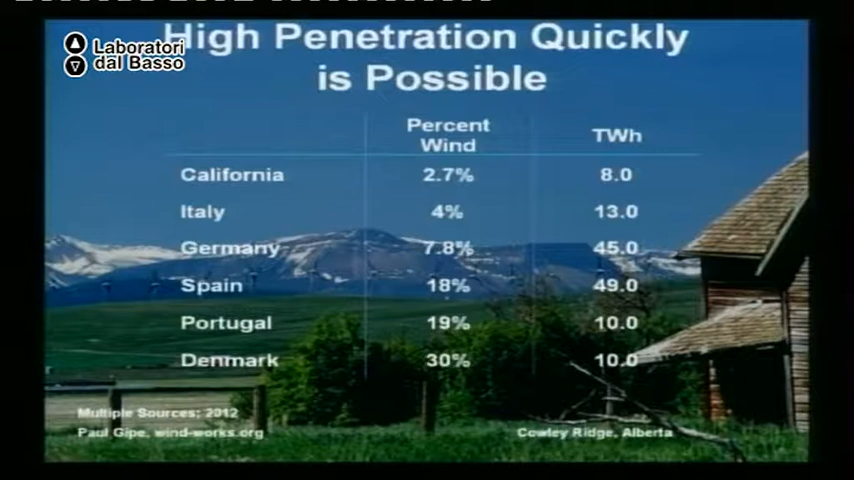 High Penetration Quickly
is Possible
Laboratori
dal Basso
Percent
Wind
TWh
California 2.7% 8.0
Italy 4% 13.0
Germany 7.8% 45.0
Spain 18% 49.0
Portugal 19% 10.0
Denmark 30% 10.0
Multiple Sources; 2012
Paul Gipe, wind-works.org
Cowley Ridge, Alberta